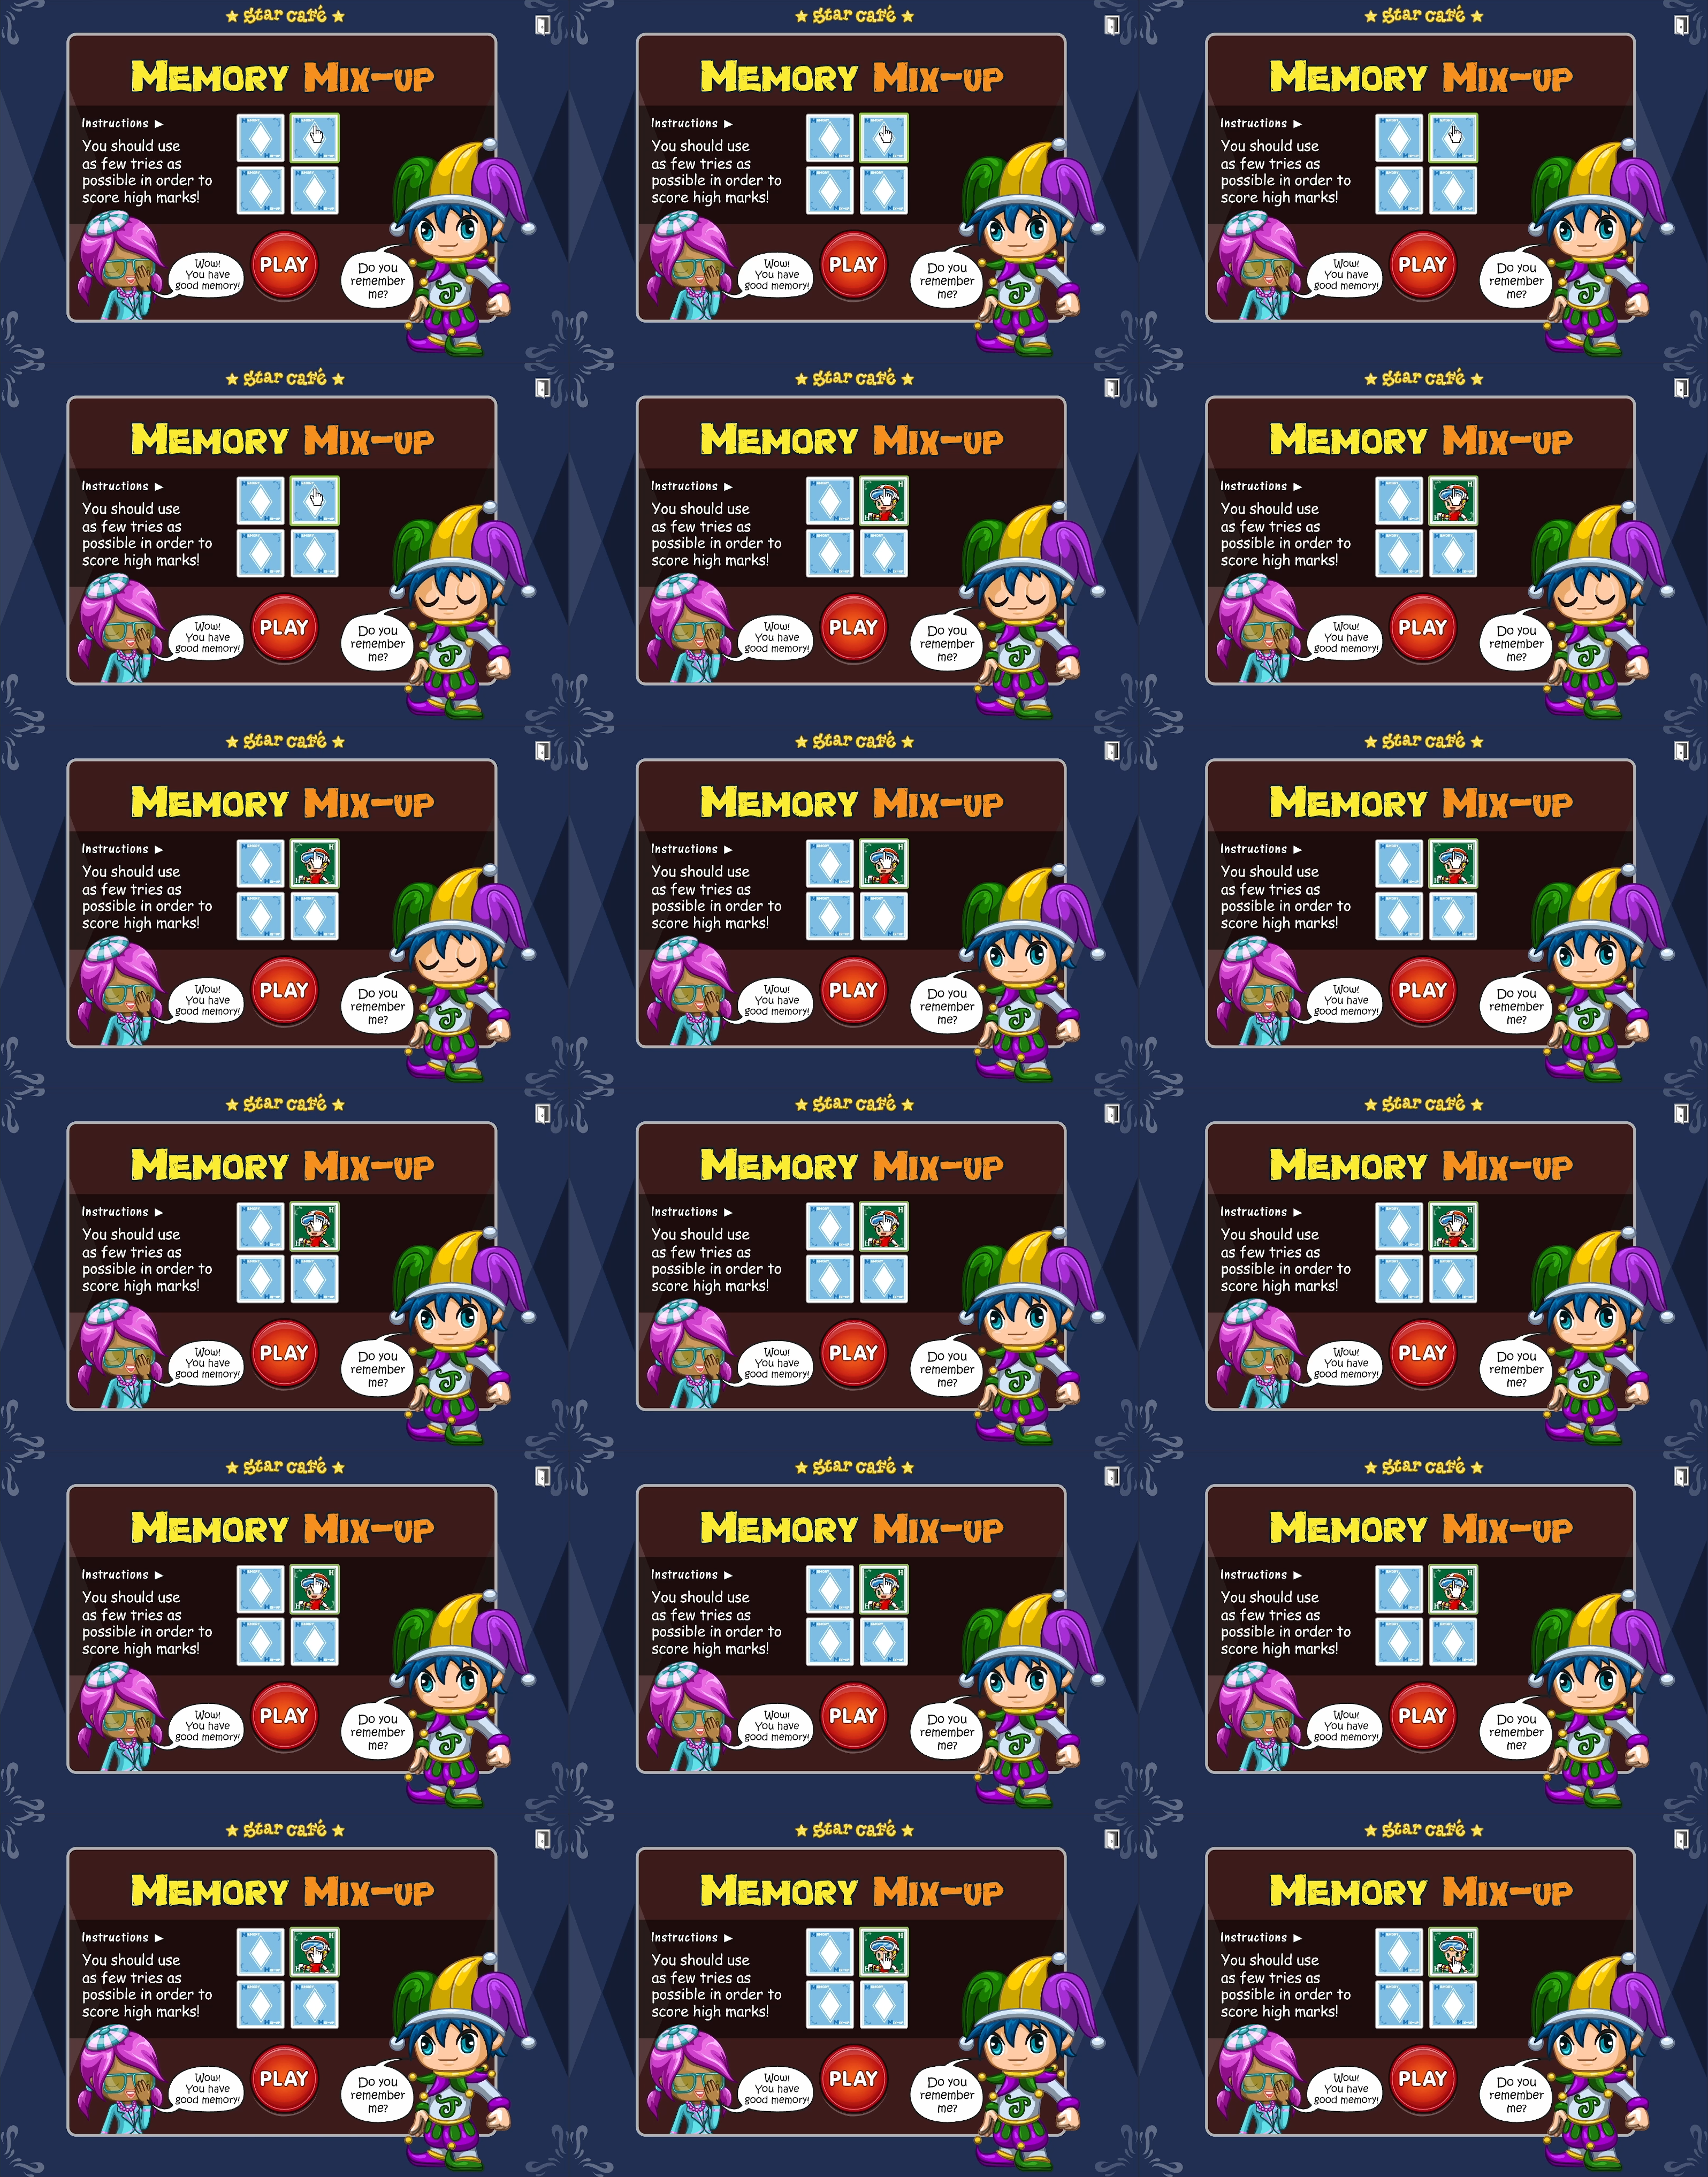 Star Café
Memory Mix-up
Instructions ►
You should use
as few tries as
possible in order to
score high marks!
Wow!
You have
good memory!
PLAY
Do you
remember
me?
Star Café
Memory Mix-up
Instructions ►
You should use
as few tries as
possible in order to
score high marks!
Wow!
You have
good memory!
PLAY
Do you
remember
me?
Star Café
Memory Mix-up
Instructions ►
You should use
as few tries as
possible in order to
score high marks!
Wow!
You have
good memory!
PLAY
Do you
remember
me?
Star Café
Memory Mix-up
Instructions ►
You should use
as few tries as
possible in order to
score high marks!
Wow!
You have
good memory!
PLAY
Do you
remember
me?
Star Café
Memory Mix-up
Instructions ►
You should use
as few tries as
possible in order to
score high marks!
H
Wow!
You have
good memory!
PLAY
Do you
remember
me?
Star Café
Memory Mix-up
Instructions ►
You should use
as few tries as
possible in order to
score high marks!
H
Wow!
You have
good memory!
PLAY
Do you
remember
me?
Star Café
Memory Mix-up
Instructions ►
You should use
as few tries as
possible in order to
score high marks!
H
Wow!
You have
good memory!
PLAY
Do you
remember
me?
Star Café
Memory Mix-up
Instructions ►
You should use
as few tries as
possible in order to
score high marks!
H
Wow!
You have
good memory!
PLAY
Do you
remember
me?
Star Café
Memory Mix-up
Instructions ►
You should use
as few tries as
possible in order to
score high marks!
H
Wow!
You have
good memory!
PLAY
Do you
remember
me?
Star Café
Memory Mix-up
Instructions ►
You should use
as few tries as
possible in order to
score high marks!
H
Wow!
You have
good memory!
PLAY
Do you
remember
me?
Star Café
Memory Mix-up
Instructions ►
You should use
as few tries as
possible in order to
score high marks!
H
Wow!
You have
good memory!
PLAY
Do you
remember
me?
Star Café
Memory Mix-up
Instructions ►
You should use
as few tries as
possible in order to
score high marks!
H
Wow!
You have
good memory!
PLAY
Do you
remember
me?
Star Café
Memory Mix-up
Instructions ►
You should use
as few tries as
possible in order to
score high marks!
H
Wow!
You have
good memory!
PLAY
Do you
remember
me?
Star Café
Memory Mix-up
Instructions ►
You should use
as few tries as
possible in order to
score high marks!
H
Wow!
You have
good memory!
PLAY
Do you
remember
me?
Star Café
Memory Mix-up
Instructions ►
You should use
as few tries as
possible in order to
score high marks!
H
Wow!
You have
good memory!
PLAY
Do you
remember
me?
Star Café
Memory Mix-up
Instructions ►
You should use
as few tries as
possible in order to
score high marks!
H
Wow!
You have
good memory!
PLAY
Do you
remember
me?
Star Café
Memory Mix-up
Instructions ►
You should use
as few tries as
possible in order to
score high marks!
H
Wow!
You have
good memory!
PLAY
Do you
remember
me?
Star Café
Memory Mix-up
Instructions ►
You should use
as few tries as
possible in order to
score high marks!
H
Wow!
You have
good memory!
PLAY
Do you
remember
me?